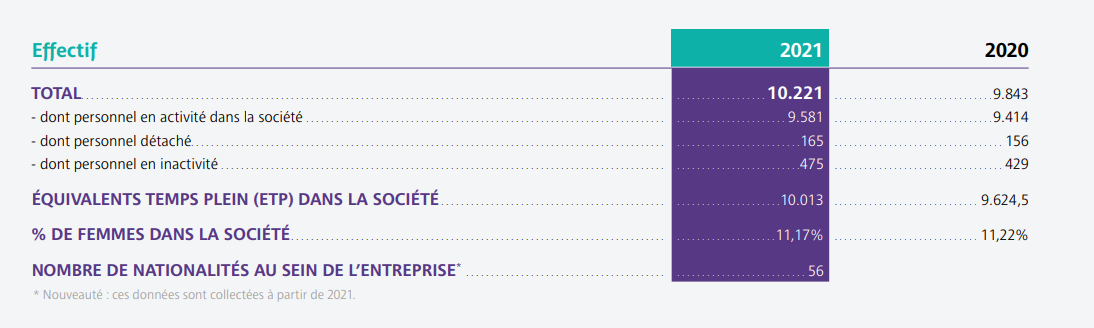 Effectif 2021 2020
TOTAL 10.221 9.843
- dont personnel en activité dans la société 9.581 9.414
- dont personnel détaché 165 156
- dont personnel en inactivité 475 429
ÉQUIVALENTS TEMPS PLEIN (ETP) DANS LA SOCIÉTÉ 10.013 9.624,5
% DE FEMMES DANS LA SOCIÉTÉ 11,17% 11,22%
NOMBRE DE NATIONALITÉS AU SEIN DE L’ENTREPRISE* 56
* Nouveauté : ces données sont collectées à partir de 2021.